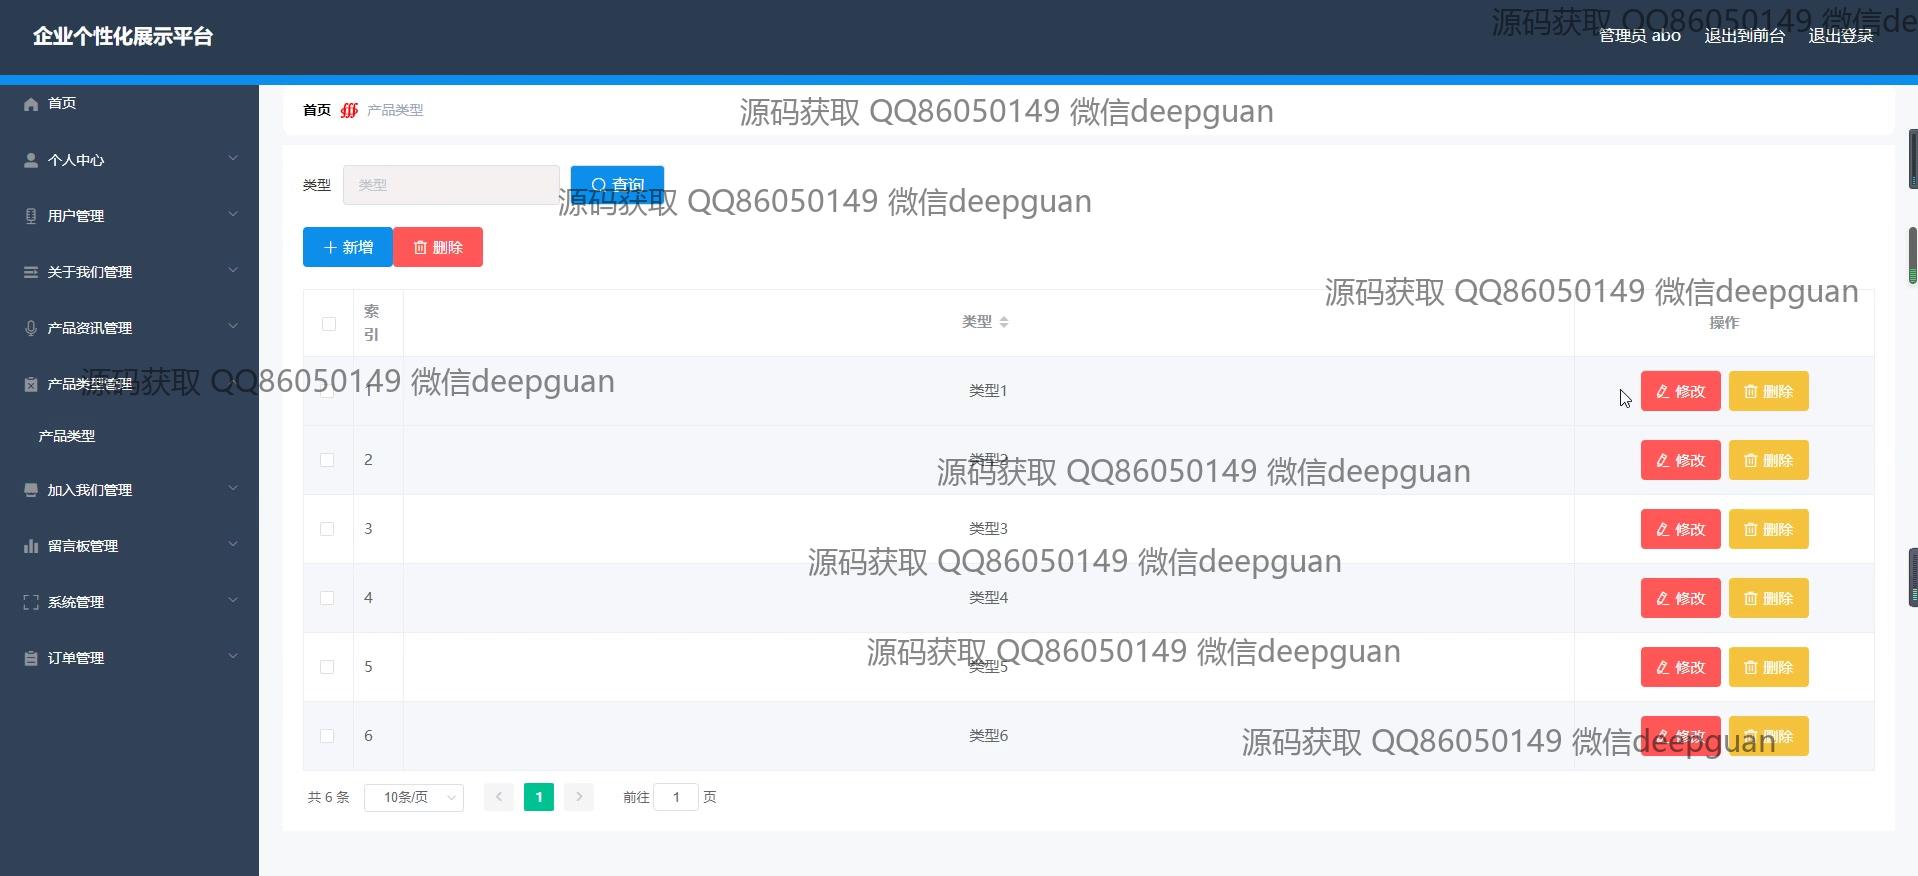 企业个性化展示平台
源码获取 QQ86050149 微信de
管理员 abo 退出到前台 退出登录
首页
首页 产品类型
源码获取 QQ86050149 微信deepguan
个人中心
类型 类型 查询
源码获取 QQ86050149 微信deepguan
用户管理
新增 删除
关于我们管理
源码获取 QQ86050149 微信deepguan
索引 类型 操作
产品资讯管理
产品类型管理
源码获取 QQ86050149 微信deepguan
1 类型1 修改 删除
产品类型
2 类型2 修改 删除
源码获取 QQ86050149 微信deepguan
加入我们管理
3 类型3 修改 删除
留言板管理
源码获取 QQ86050149 微信deepguan
4 类型4 修改 删除
系统管理
源码获取 QQ86050149 微信deepguan
订单管理
5 类型5 修改 删除
6 类型6 修改 删除
源码获取 QQ86050149 微信deepguan
共 6 条 10条/页 1 前往 1 页